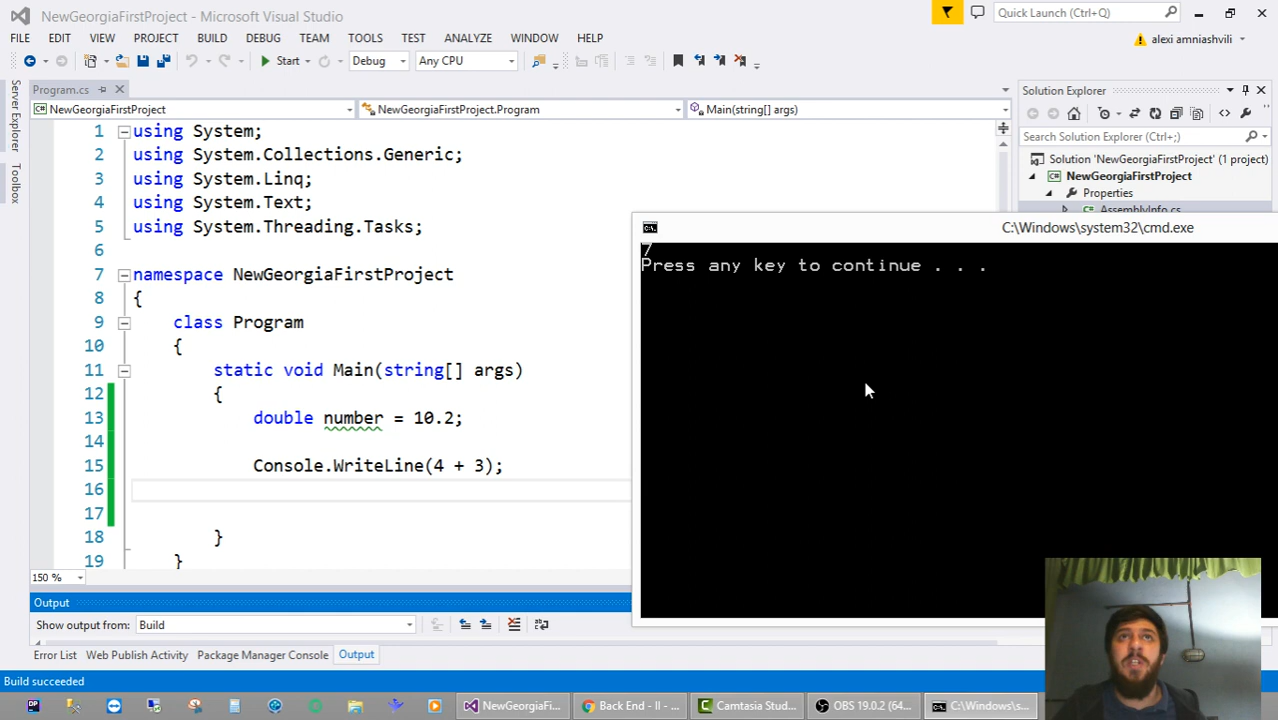 NewGeorgiaFirstProject - Microsoft Visual Studio
Quick Launch (Ctrl+Q)
FILE EDIT VIEW PROJECT BUILD DEBUG TEAM TOOLS TEST ANALYZE WINDOW HELP
alexi amniashvili
Start Debug Any CPU
Program.cs
Solution Explorer
NewGeorgiaFirstProject NewGeorgiaFirstProject.Program Main(string[] args)
Search Solution Explorer (Ctrl+;)
Solution 'NewGeorgiaFirstProject' (1 project)
NewGeorgiaFirstProject
Properties
AssemblyInfo.cs
Server Explorer
Toolbox
1 using System;
2 using System.Collections.Generic;
3 using System.Linq;
4 using System.Text;
5 using System.Threading.Tasks;
6
7 namespace NewGeorgiaFirstProject
8 {
9 class Program
10 {
11 static void Main(string[] args)
12 {
13 double number = 10.2;
14
15 Console.WriteLine(4 + 3);
16
17
18 }
19 }
C:\Windows\system32\cmd.exe
7
Press any key to continue . . .
150 %
Output
Show output from: Build
Error List Web Publish Activity Package Manager Console Output
Build succeeded
NewGeorgiaFi... Back End - II - ... Camtasia Stud... OBS 19.0.2 (64... C:\Windows\s...